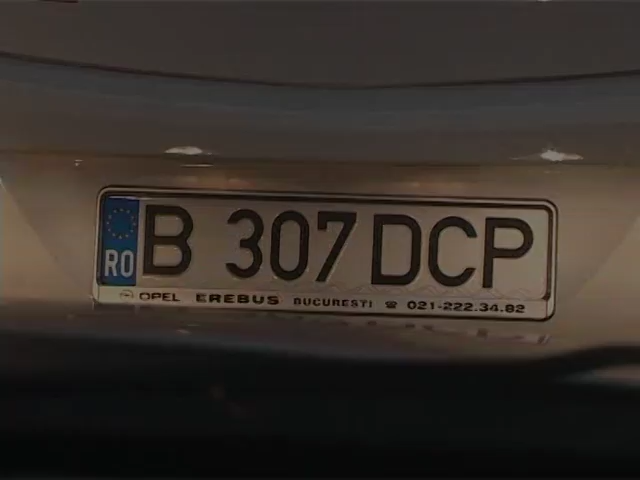 RO B 307 DCP
OPEL EREBUS BUCURESTI ☎ 021-222.34.82